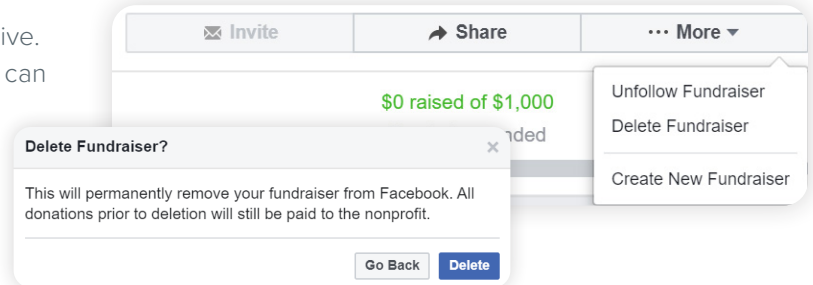 ive.
can
Invite
Share
··· More
$0 raised of $1,000
nded
Unfollow Fundraiser
Delete Fundraiser
Create New Fundraiser
Delete Fundraiser?
This will permanently remove your fundraiser from Facebook. All
donations prior to deletion will still be paid to the nonprofit.
Go Back
Delete